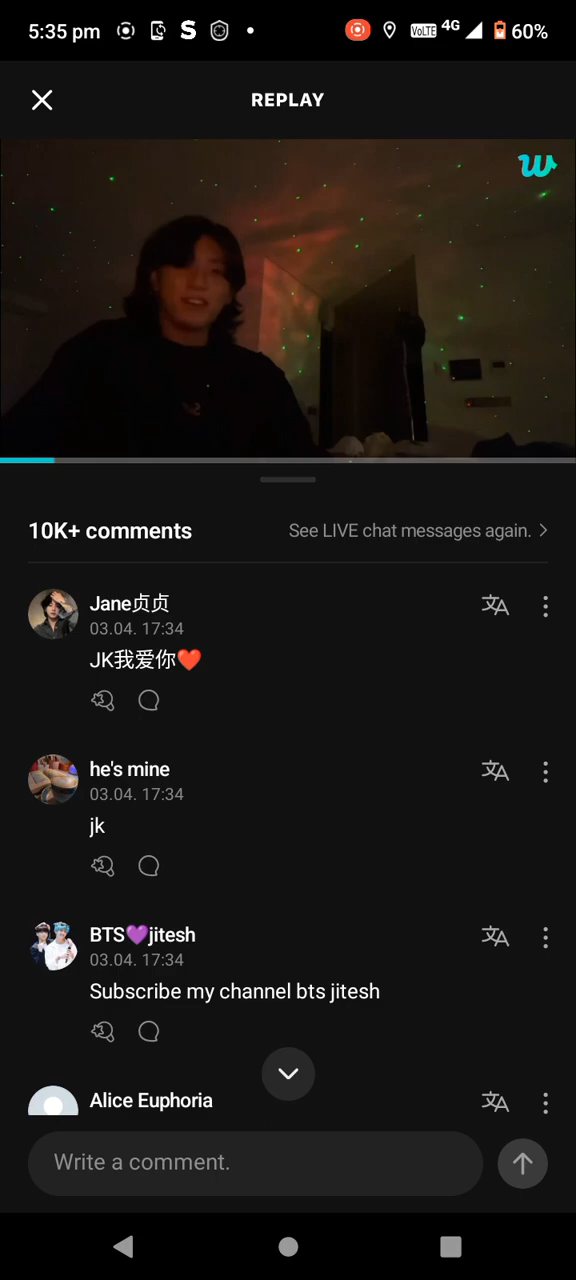 5:35 pm
S
VoLTE 4G 60%
REPLAY
w
10K+ comments
See LIVE chat messages again.
Jane贞贞
03.04. 17:34
JK我爱你❤️
he's mine
03.04. 17:34
jk
BTS💜jitesh
03.04. 17:34
Subscribe my channel bts jitesh
Alice Euphoria
Write a comment.